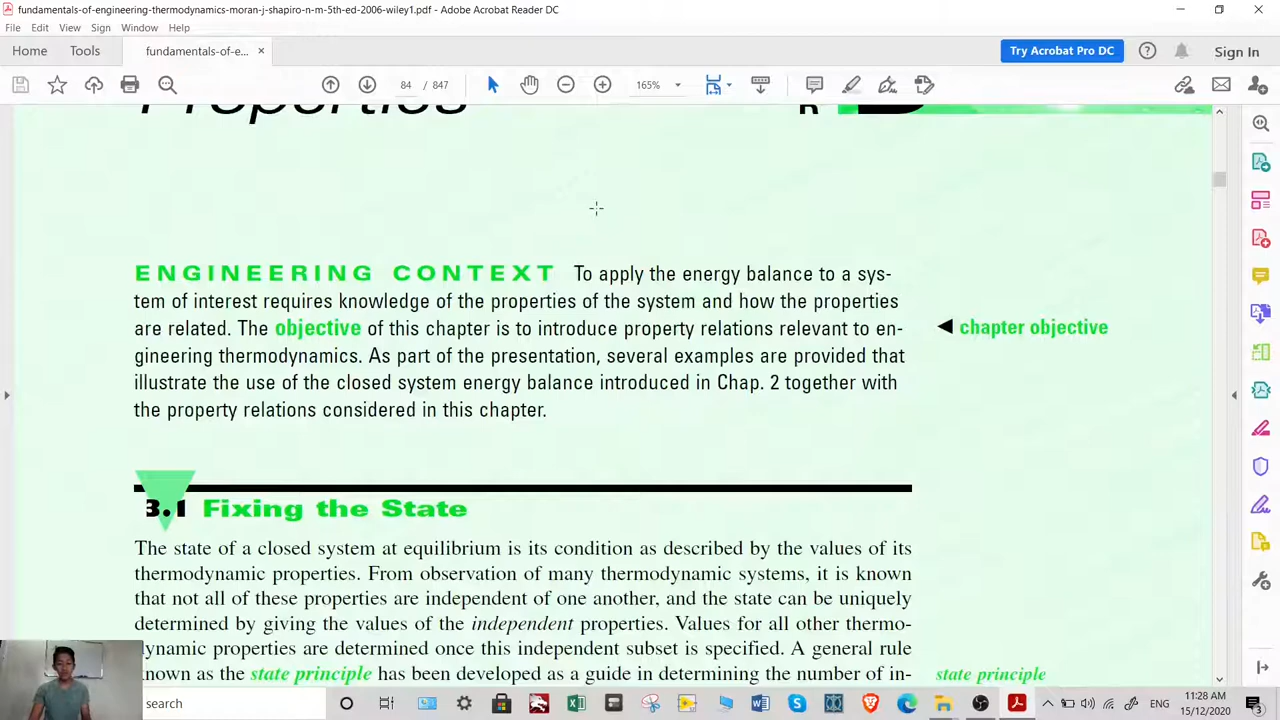 fundamentals-of-engineering-thermodynamics-moran-j-shapiro-n-m-5th-ed-2006-wiley1.pdf - Adobe Acrobat Reader DC
File Edit View Sign Window Help
Home Tools fundamentals-of-e... × Try Acrobat Pro DC Sign In
84 / 847 165%
Properties
ENGINEERING CONTEXT To apply the energy balance to a sys-
tem of interest requires knowledge of the properties of the system and how the properties
are related. The objective of this chapter is to introduce property relations relevant to en-
gineering thermodynamics. As part of the presentation, several examples are provided that
illustrate the use of the closed system energy balance introduced in Chap. 2 together with
the property relations considered in this chapter.
◄ chapter objective
3.1 Fixing the State
The state of a closed system at equilibrium is its condition as described by the values of its
thermodynamic properties. From observation of many thermodynamic systems, it is known
that not all of these properties are independent of one another, and the state can be uniquely
determined by giving the values of the independent properties. Values for all other thermo-
dynamic properties are determined once this independent subset is specified. A general rule
known as the state principle has been developed as a guide in determining the number of in-
state principle
search
ENG
11:28 AM
15/12/2020
3